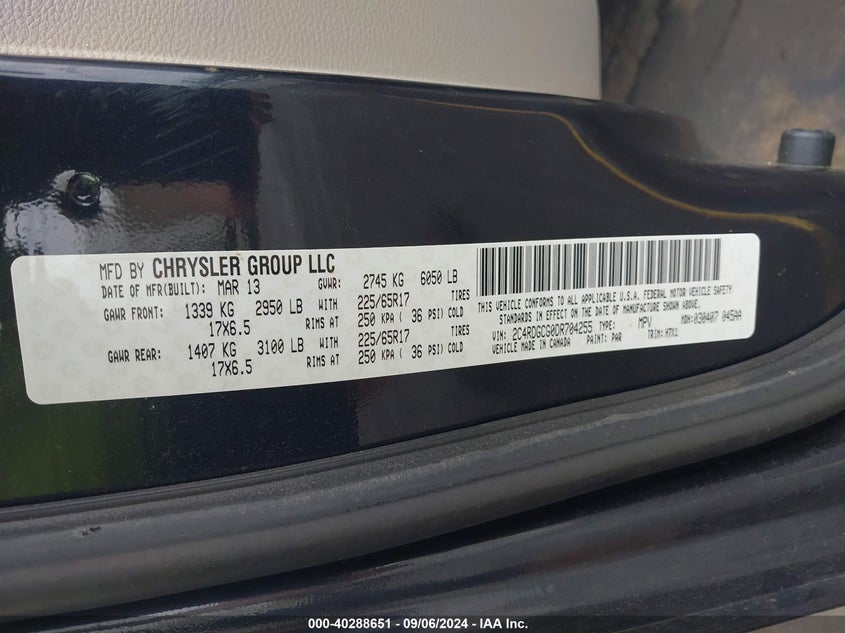 MFD BY CHRYSLER GROUP LLC
DATE OF MFR(BUILT): MAR 13 GVWR: 2745 KG 6050 LB
GAWR FRONT: 1339 KG 2950 LB WITH 225/65R17 TIRES
17X6.5 RIMS AT 250 KPA( 36 PSI) COLD
GAWR REAR: 1407 KG 3100 LB WITH 225/65R17 TIRES
17X6.5 RIMS AT 250 KPA( 36 PSI) COLD
THIS VEHICLE CONFORMS TO ALL APPLICABLE U.S.A. FEDERAL MOTOR VEHICLE SAFETY
STANDARDS IN EFFECT ON THE DATE OF MANUFACTURE SHOWN ABOVE.
VIN: 2C4RDGCG0DR704255 TYPE: MPV MDH:030407 045AA
VEHICLE MADE IN CANADA PAINT: PAR TRIM:
000-40288651 - 09/06/2024 - IAA Inc.